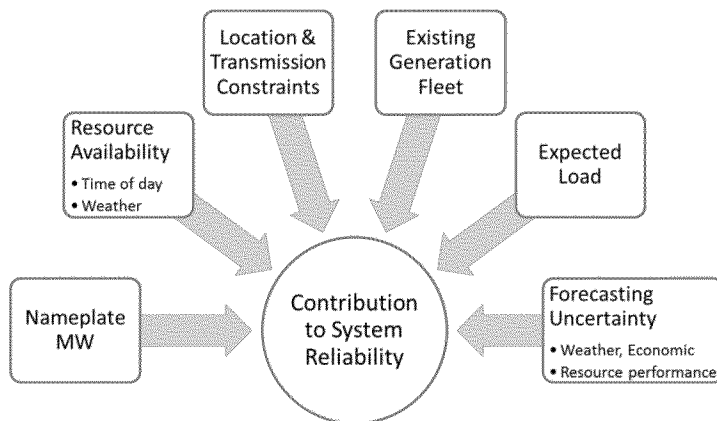 Location &
Transmission
Constraints
Existing
Generation
Fleet
Resource
Availability
• Time of day
• Weather
Expected
Load
Nameplate
MW
Contribution
to System
Reliability
Forecasting
Uncertainty
• Weather, Economic
• Resource performance